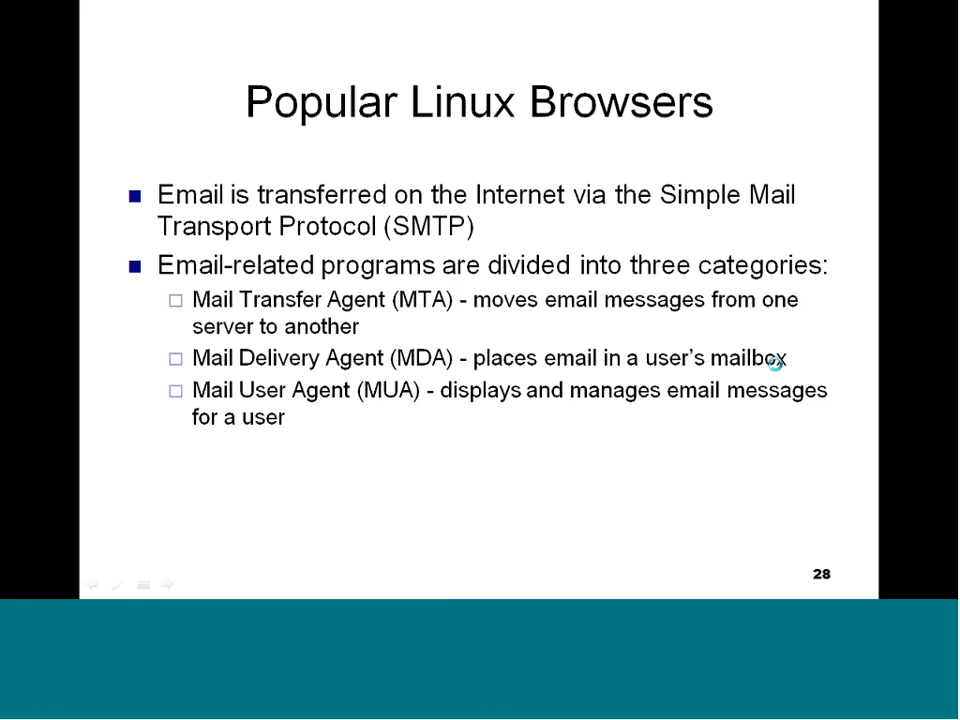 Popular Linux Browsers
Email is transferred on the Internet via the Simple Mail
Transport Protocol (SMTP)
Email-related programs are divided into three categories:
Mail Transfer Agent (MTA) - moves email messages from one
server to another
Mail Delivery Agent (MDA) - places email in a user's mailbox
Mail User Agent (MUA) - displays and manages email messages
for a user
28